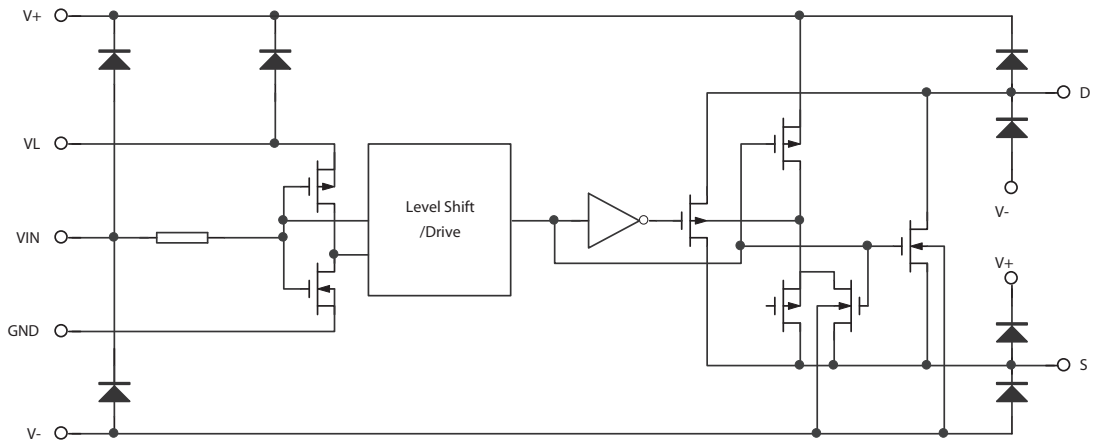 V+
D
VL
Level Shift
/Drive
V-
VIN
V+
GND
S
V-